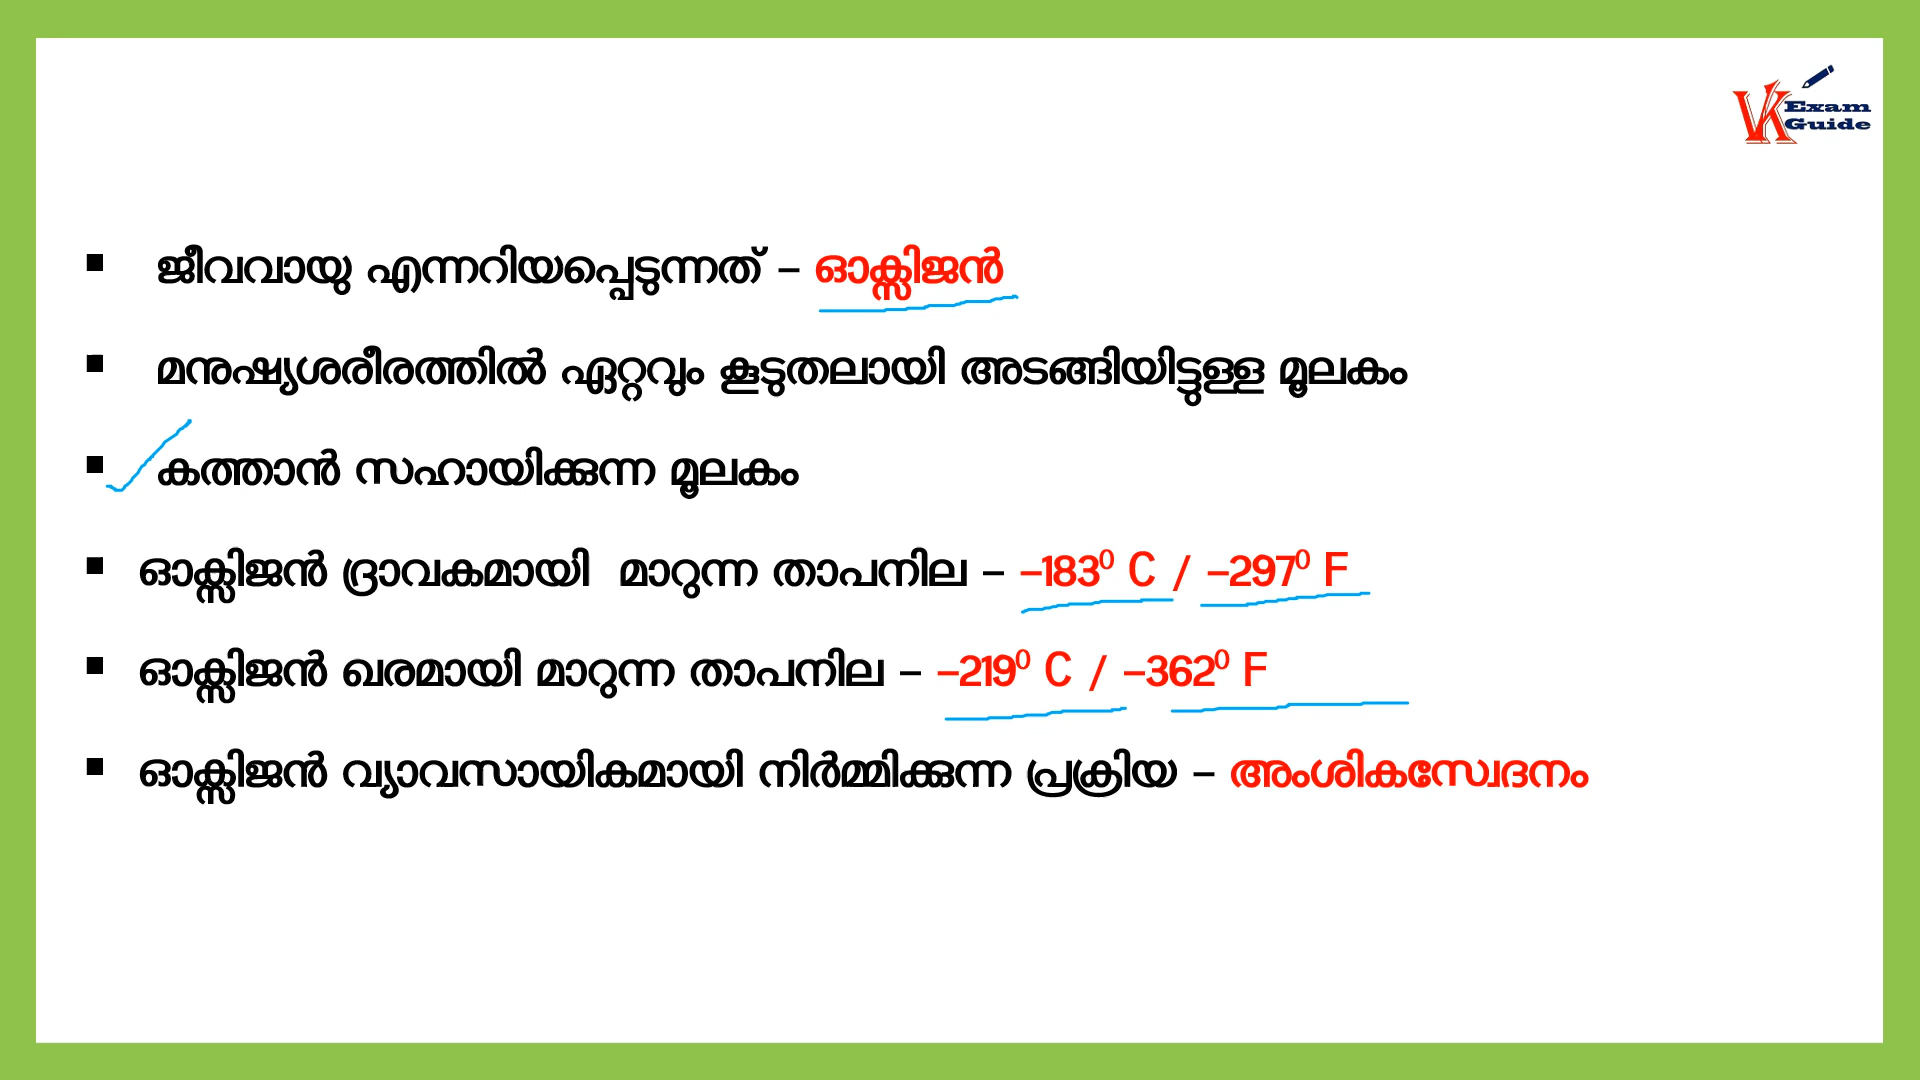 VK Exam Guide
▪ ജീവവായു എന്നറിയപ്പെടുന്നത് – ഓക്സിജൻ
▪ മനുഷ്യശരീരത്തിൽ ഏറ്റവും കൂടുതലായി അടങ്ങിയിട്ടുള്ള മൂലകം
▪ കത്താൻ സഹായിക്കുന്ന മൂലകം
▪ ഓക്സിജൻ ദ്രാവകമായി മാറുന്ന താപനില – –183⁰ C / –297⁰ F
▪ ഓക്സിജൻ ഖരമായി മാറുന്ന താപനില – –219⁰ C / –362⁰ F
▪ ഓക്സിജൻ വ്യാവസായികമായി നിർമ്മിക്കുന്ന പ്രക്രിയ – അംശികസ്വേദനം